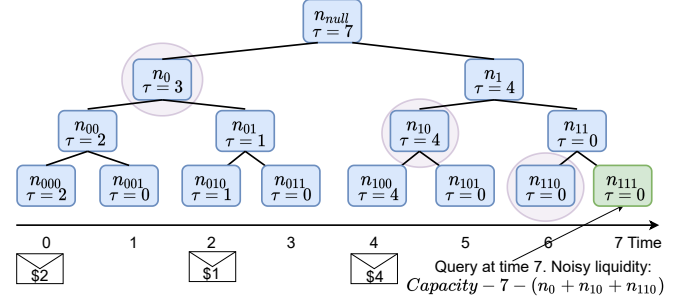 n_null
τ = 7
n_0
τ = 3
n_1
τ = 4
n_00
τ = 2
n_01
τ = 1
n_10
τ = 4
n_11
τ = 0
n_000
τ = 2
n_001
τ = 0
n_010
τ = 1
n_011
τ = 0
n_100
τ = 4
n_101
τ = 0
n_110
τ = 0
n_111
τ = 0
0 1 2 3 4 5 6 7 Time
$2 $1 $4
Query at time 7. Noisy liquidity:
Capacity − 7 − (n_0 + n_10 + n_110)